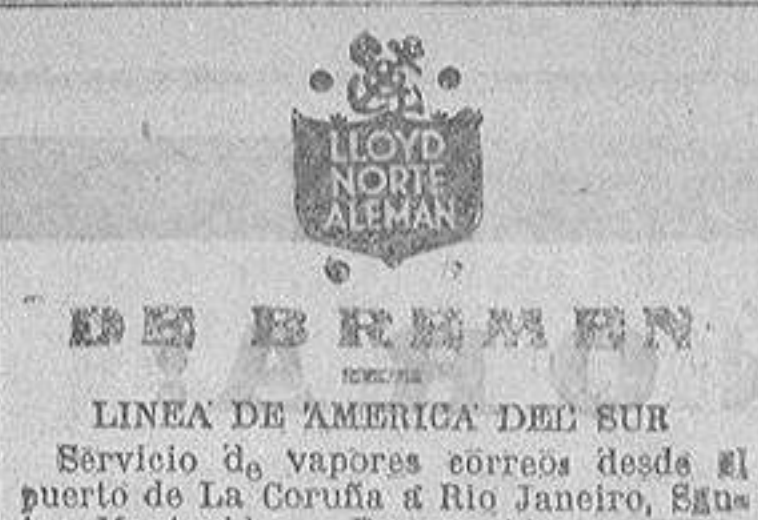 LLOYD
NORTE
ALEMAN
DE BREMEN
LINEA DE AMERICA DEL SUR
Servicio de vapores correos desde el
puerto de La Coruña a Rio Janeiro,